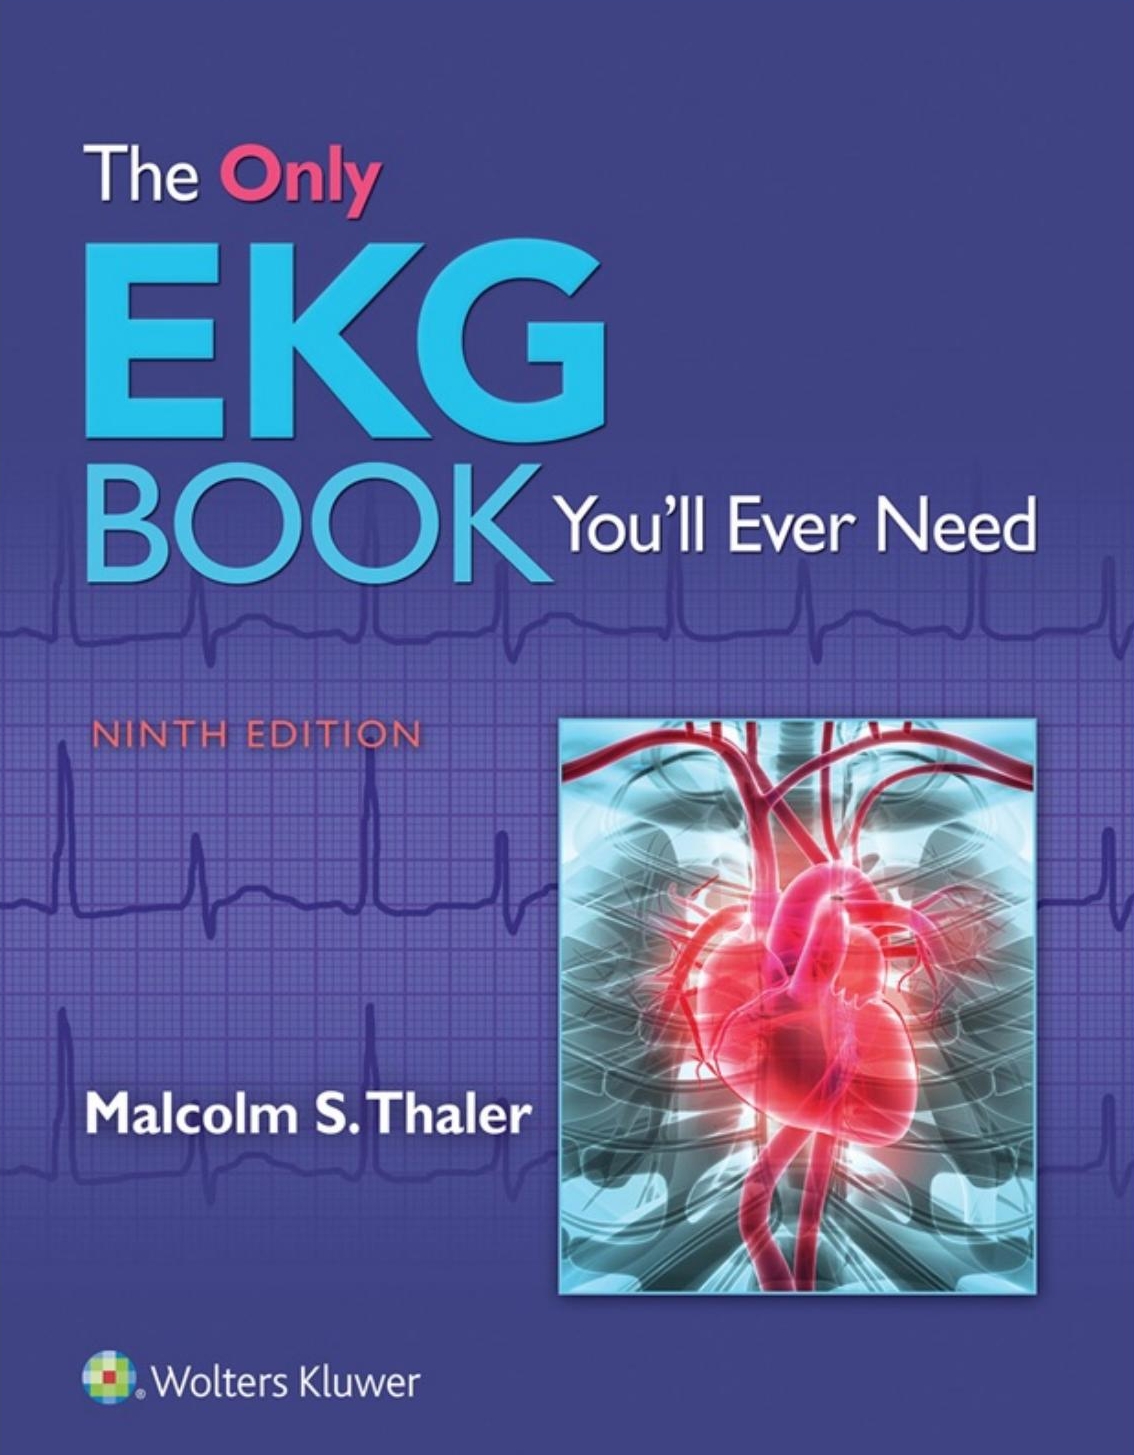 The Only
EKG
BOOK You'll Ever Need
NINTH EDITION
Malcolm S. Thaler
Wolters Kluwer